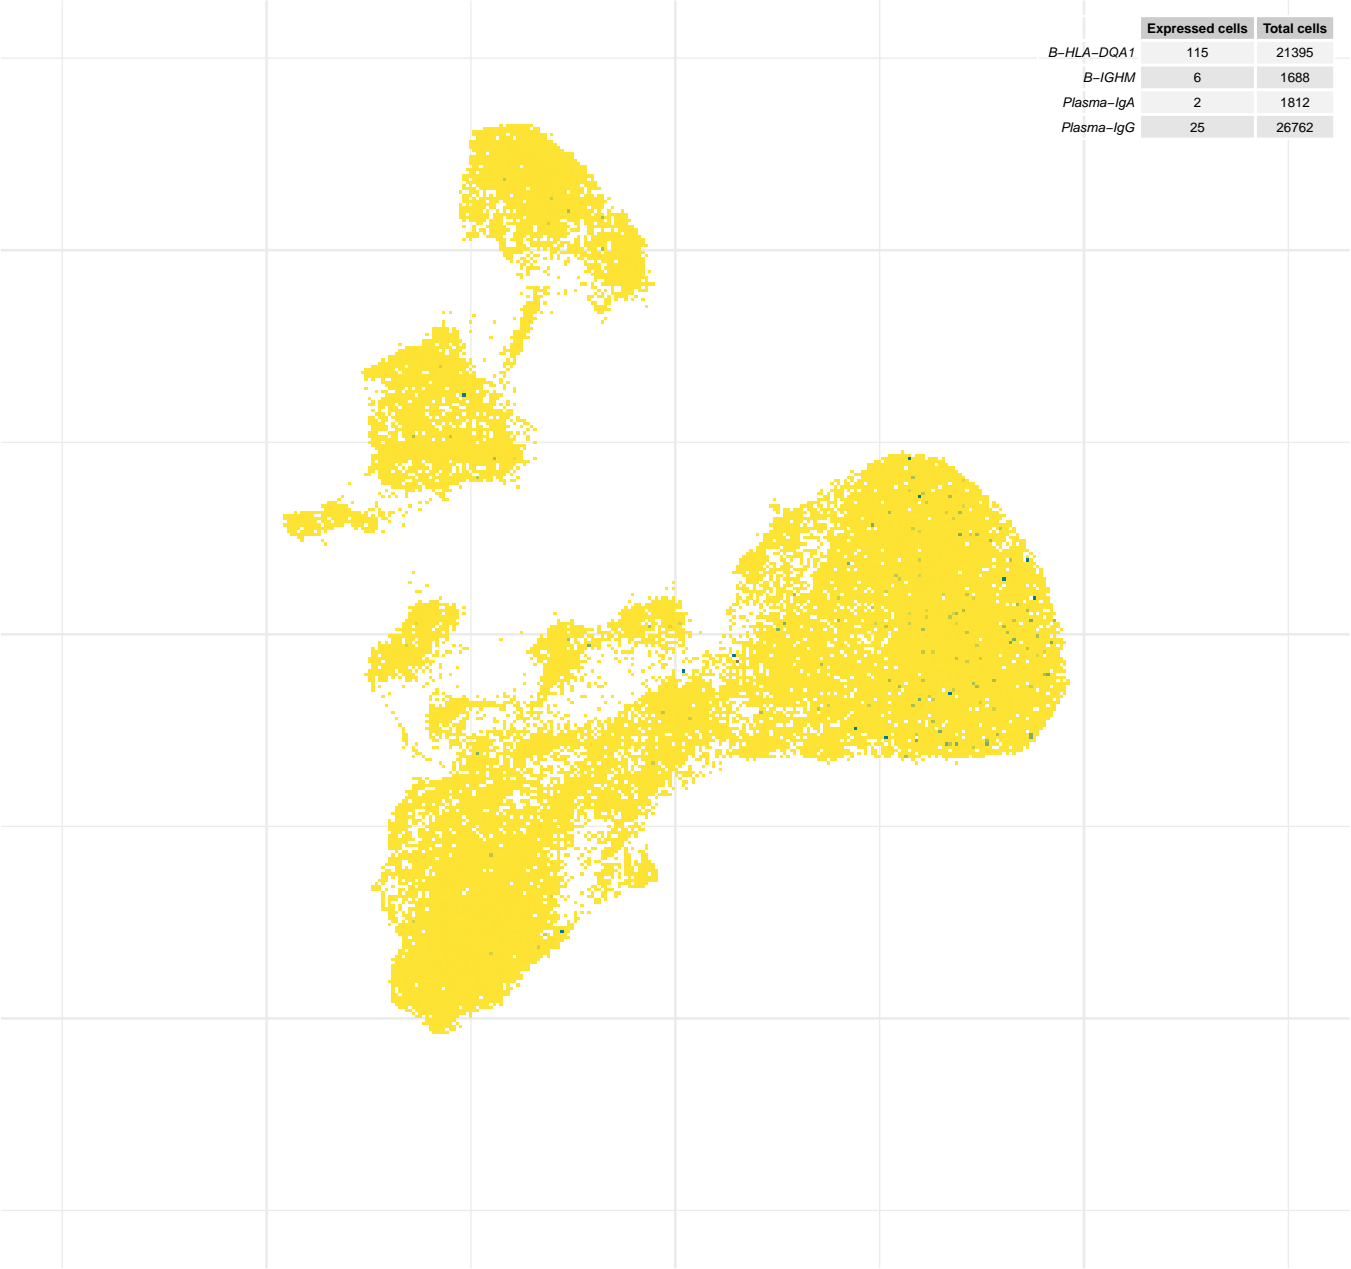 Expressed cells Total cells
B−HLA−DQA1 115 21395
B−IGHM 6 1688
Plasma−IgA 2 1812
Plasma−IgG 25 26762